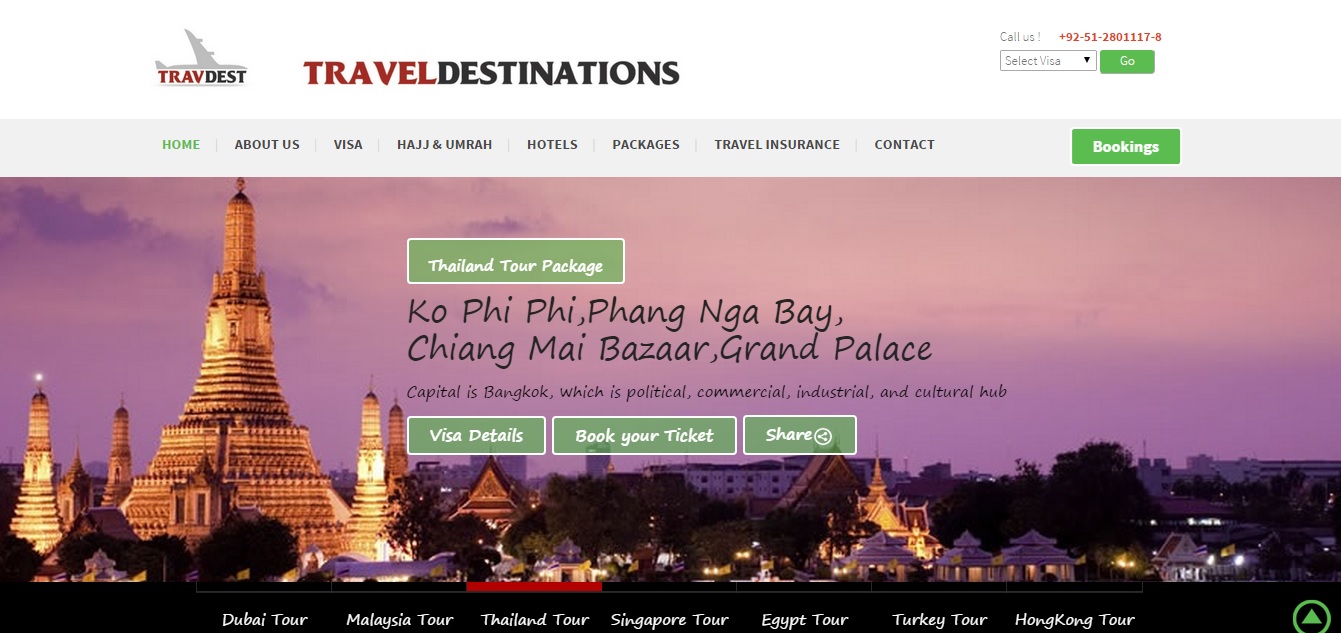 TRAVDEST
TRAVELDESTINATIONS
Call us ! +92-51-2801117-8
Select Visa Go
HOME ABOUT US VISA HAJJ & UMRAH HOTELS PACKAGES TRAVEL INSURANCE CONTACT Bookings
Thailand Tour Package
Ko Phi Phi,Phang Nga Bay,
Chiang Mai Bazaar,Grand Palace
Capital is Bangkok, which is political, commercial, industrial, and cultural hub
Visa Details Book your Ticket Share
Dubai Tour Malaysia Tour Thailand Tour Singapore Tour Egypt Tour Turkey Tour HongKong Tour